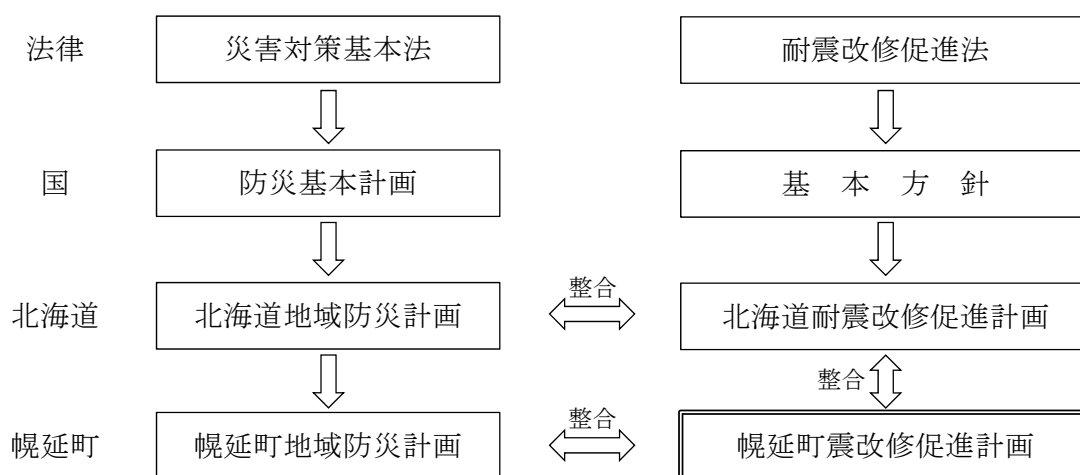 法律 災害対策基本法 耐震改修促進法
国 防災基本計画 基 本 方 針
整合
北海道 北海道地域防災計画 北海道耐震改修促進計画
整合
整合
幌延町 幌延町地域防災計画 幌延町震改修促進計画